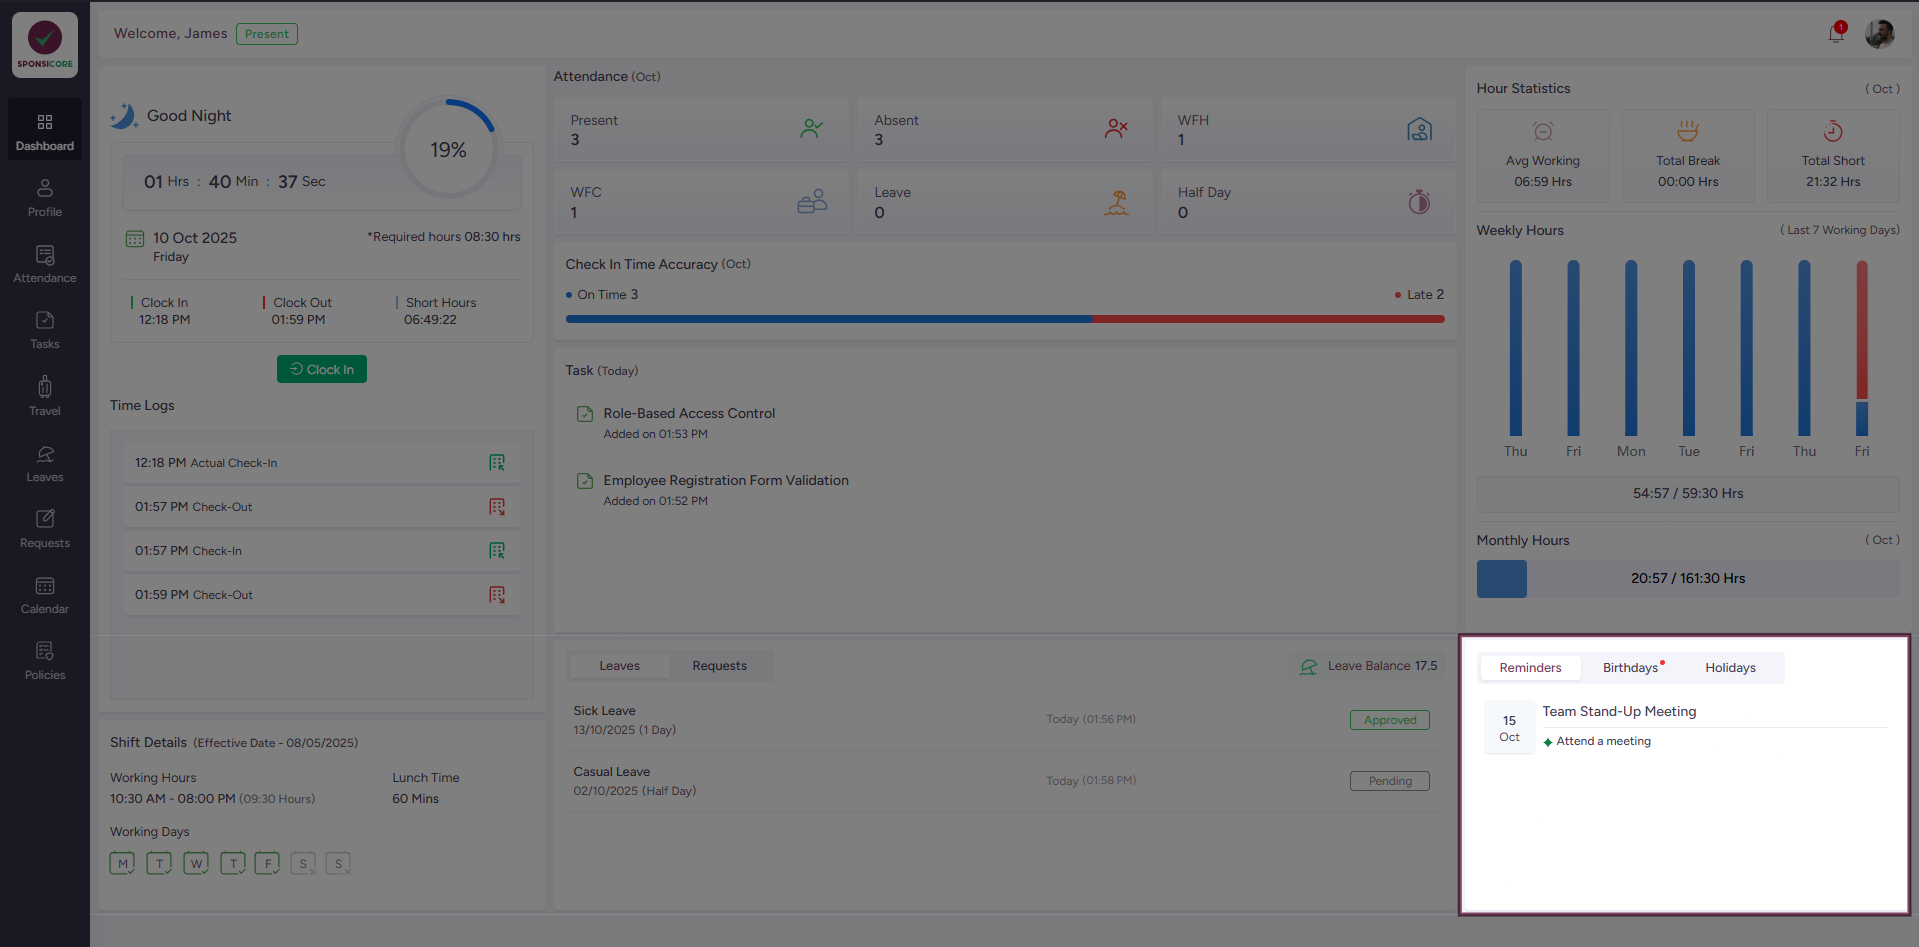 SPONSICORE
Dashboard
Profile
Attendance
Tasks
Travel
Leaves
Requests
Calendar
Policies
Welcome, James Present
1
Good Night
19%
01 Hrs : 40 Min : 37 Sec
10 Oct 2025
Friday
*Required hours 08:30 hrs
Clock In
12:18 PM
Clock Out
01:59 PM
Short Hours
06:49:22
Clock In
Time Logs
12:18 PM Actual Check-In
01:57 PM Check-Out
01:57 PM Check-In
01:59 PM Check-Out
Shift Details (Effective Date - 08/05/2025)
Working Hours
10:30 AM - 08:00 PM (09:30 Hours)
Lunch Time
60 Mins
Working Days
M T W T F S S
Attendance (Oct)
Present
3
Absent
3
WFH
1
WFC
1
Leave
0
Half Day
0
Check In Time Accuracy (Oct)
On Time 3
Late 2
Task (Today)
Role-Based Access Control
Added on 01:53 PM
Employee Registration Form Validation
Added on 01:52 PM
Leaves Requests
Leave Balance 17.5
Sick Leave
13/10/2025 (1 Day)
Today (01:56 PM)
Approved
Casual Leave
02/10/2025 (Half Day)
Today (01:58 PM)
Pending
Hour Statistics ( Oct )
Avg Working
06:59 Hrs
Total Break
00:00 Hrs
Total Short
21:32 Hrs
Weekly Hours ( Last 7 Working Days)
Thu Fri Mon Tue Fri Thu Fri
54:57 / 59:30 Hrs
Monthly Hours ( Oct )
20:57 / 161:30 Hrs
Reminders Birthdays Holidays
15
Oct
Team Stand-Up Meeting
Attend a meeting